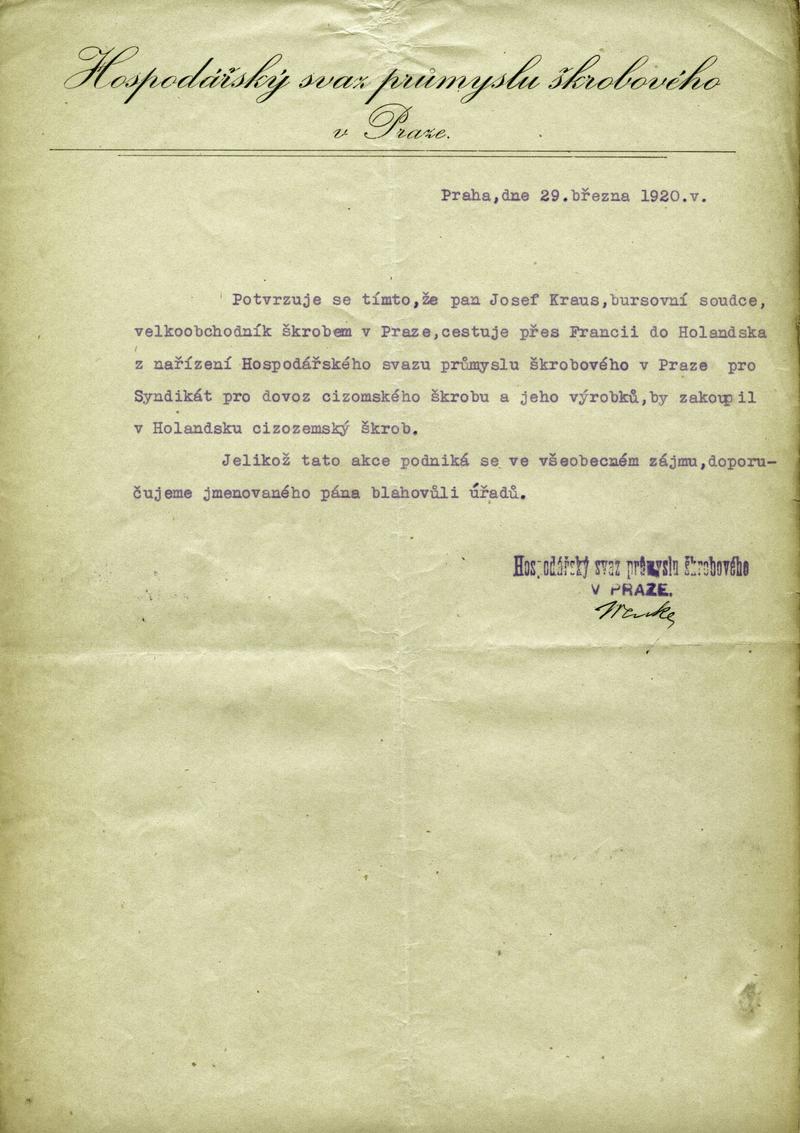 Hospodářský svaz průmyslu škrobového
v Praze.
Praha,dne 29.března 1920.v.
Potvrzuje se tímto,že pan Josef Kraus,bursovní soudce,
velkoobchodník škrobem v Praze,cestuje přes Francii do Holandska
z nařízení Hospodářského svazu průmyslu škrobového v Praze pro
Syndikát pro dovoz cizomského škrobu a jeho výrobků,by zakoupil
v Holandsku cizozemský škrob.
Jelikož tato akce podniká se ve všeobecném zájmu,doporu-
čujeme jmenovaného pána blahovůli úřadů.
Hospodářský svaz průmyslu škrobového
V PRAZE.